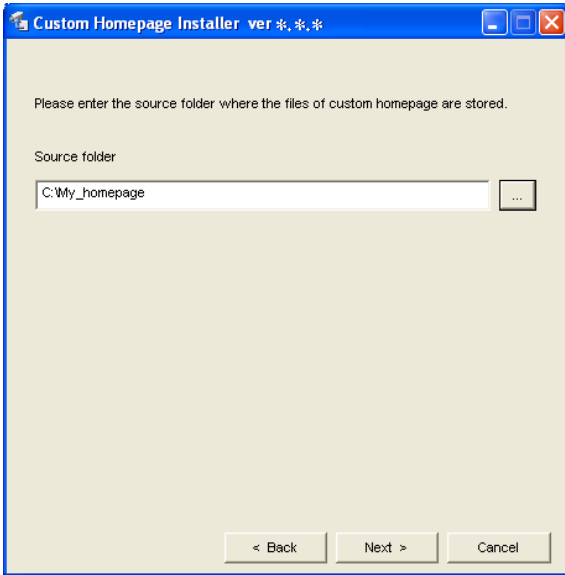 Custom Homepage Installer ver *.*.*
Please enter the source folder where the files of custom homepage are stored.
Source folder
C:\My_homepage
...
< Back
Next >
Cancel